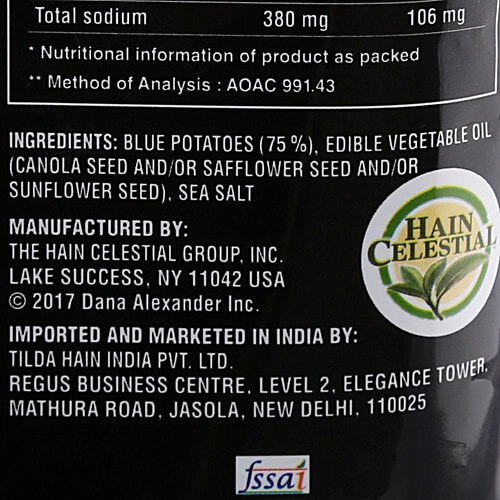 Total sodium 380 mg 106 mg
* Nutritional information of product as packed
** Method of Analysis : AOAC 991.43
INGREDIENTS: BLUE POTATOES (75 %), EDIBLE VEGETABLE OIL
(CANOLA SEED AND/OR SAFFLOWER SEED AND/OR
SUNFLOWER SEED), SEA SALT
MANUFACTURED BY:
THE HAIN CELESTIAL GROUP, INC.
LAKE SUCCESS, NY 11042 USA
© 2017 Dana Alexander Inc.
HAIN
CELESTIAL
IMPORTED AND MARKETED IN INDIA BY:
TILDA HAIN INDIA PVT. LTD.
REGUS BUSINESS CENTRE, LEVEL 2, ELEGANCE TOWER,
MATHURA ROAD, JASOLA, NEW DELHI, 110025
fssai